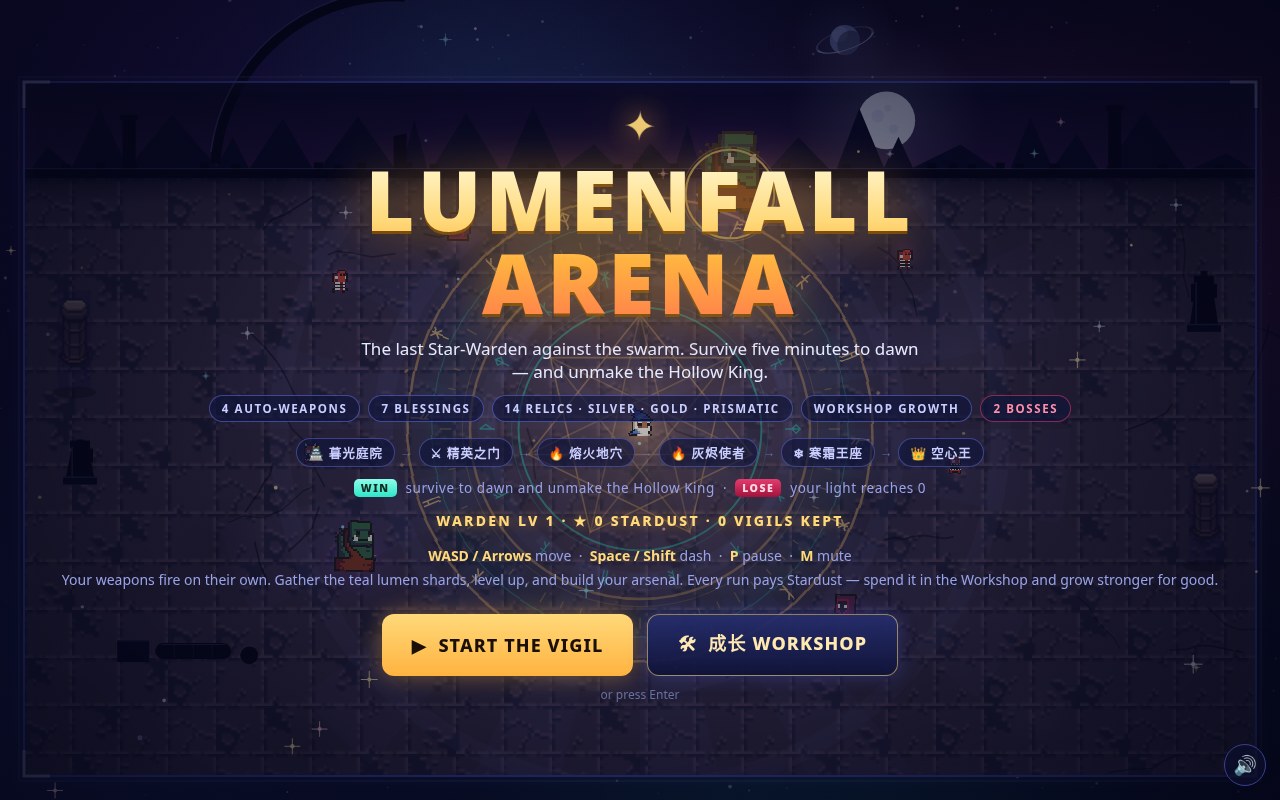 LUMENFALL
ARENA
The last Star-Warden against the swarm. Survive five minutes to dawn
— and unmake the Hollow King.
4 AUTO-WEAPONS 7 BLESSINGS 14 RELICS · SILVER · GOLD · PRISMATIC WORKSHOP GROWTH 2 BOSSES
暮光庭院 → 精英之门 → 熔火地穴 → 灰烬使者 → 寒霜王座 → 空心王
WIN survive to dawn and unmake the Hollow King · LOSE your light reaches 0
WARDEN LV 1 · ★ 0 STARDUST · 0 VIGILS KEPT
WASD / Arrows move · Space / Shift dash · P pause · M mute
Your weapons fire on their own. Gather the teal lumen shards, level up, and build your arsenal. Every run pays Stardust — spend it in the Workshop and grow stronger for good.
▶ START THE VIGIL 🛠 成长 WORKSHOP
or press Enter